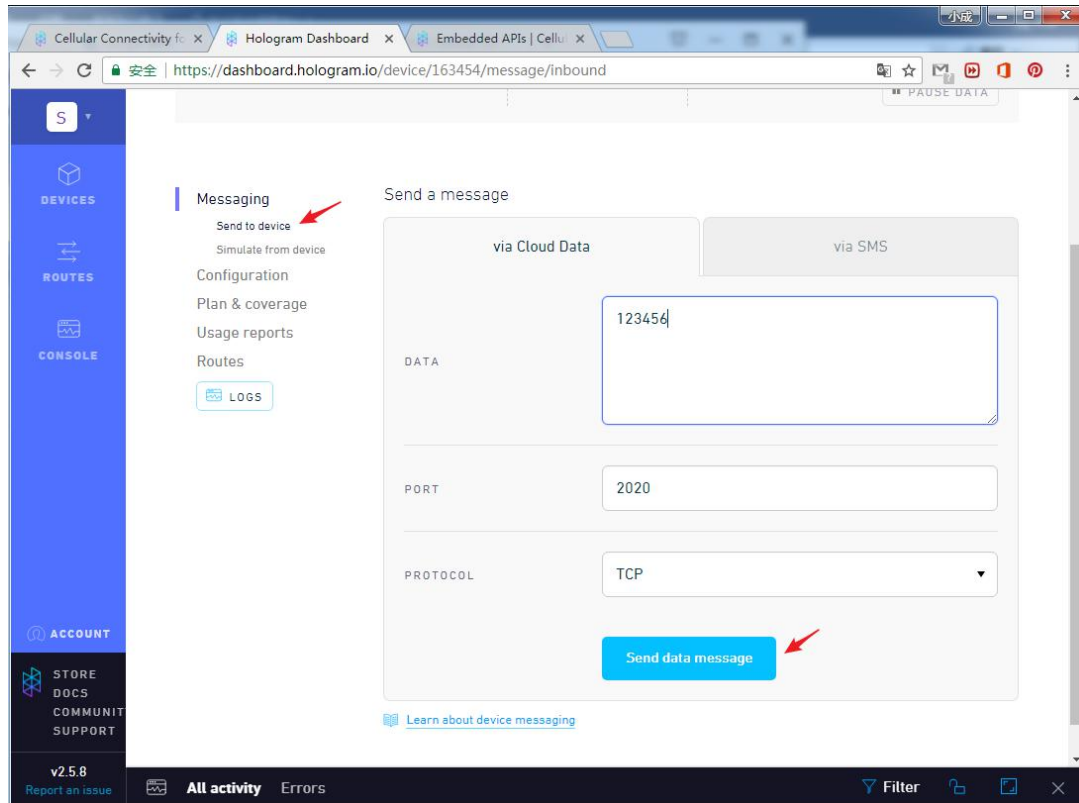 小成
Cellular Connectivity fo
Hologram Dashboard
Embedded APIs | Cellul
安全 | https://dashboard.hologram.io/device/163454/message/inbound
S
PAUSE DATA
DEVICES
ROUTES
CONSOLE
ACCOUNT
STORE
DOCS
COMMUNIT
SUPPORT
v2.5.8
Report an issue
Messaging
Send to device
Simulate from device
Configuration
Plan & coverage
Usage reports
Routes
LOGS
Send a message
via Cloud Data
via SMS
DATA
123456
PORT
2020
PROTOCOL
TCP
Send data message
Learn about device messaging
All activity
Errors
Filter